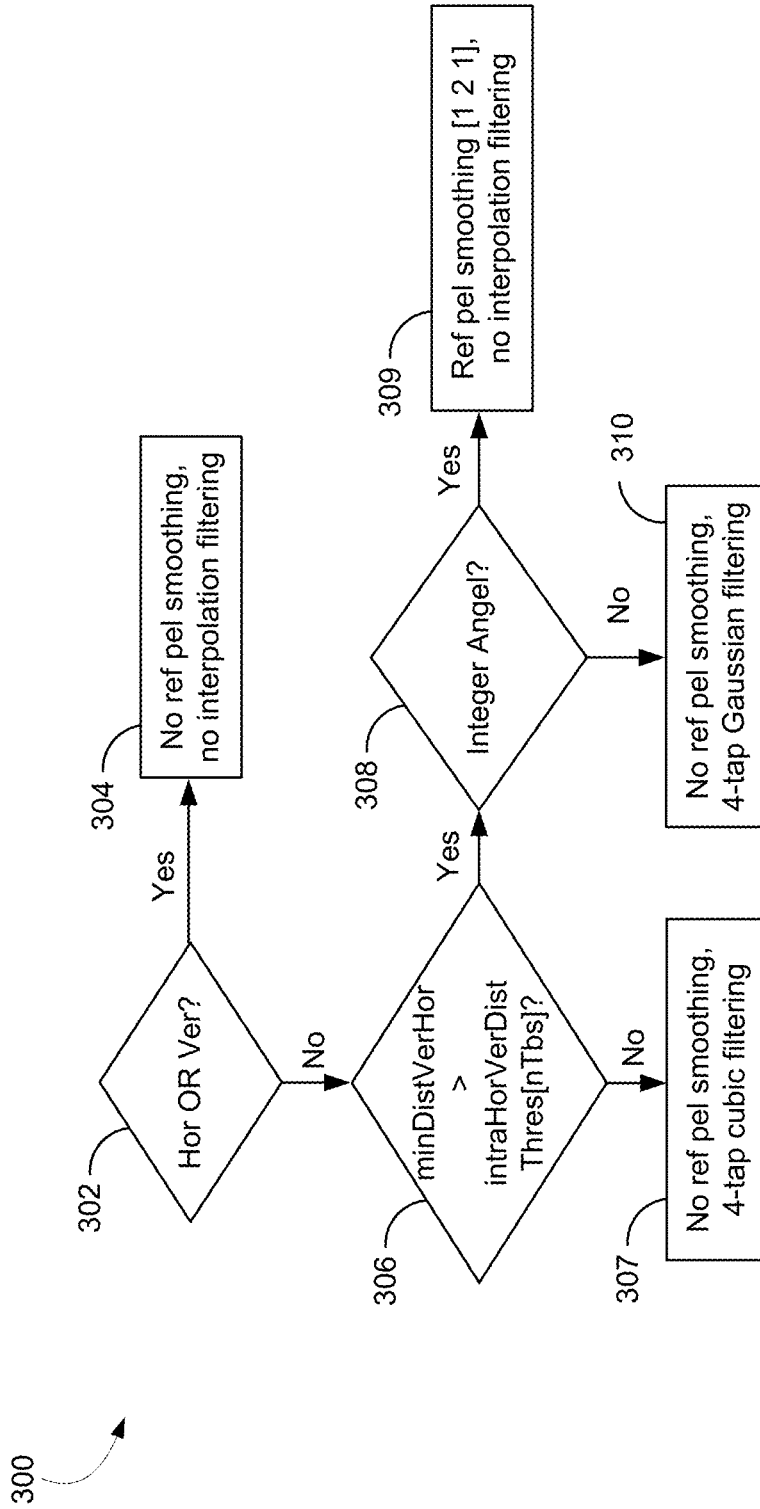 300
302
Hor OR Ver?
Yes
304
No ref pel smoothing,
no interpolation filtering
No
306
minDistVerHor
>
intraHorVerDist
Thres[nTbs]?
Yes
308
Integer Angel?
Yes
309
Ref pel smoothing [1 2 1],
no interpolation filtering
No
307
No ref pel smoothing,
4-tap cubic filtering
No
310
No ref pel smoothing,
4-tap Gaussian filtering